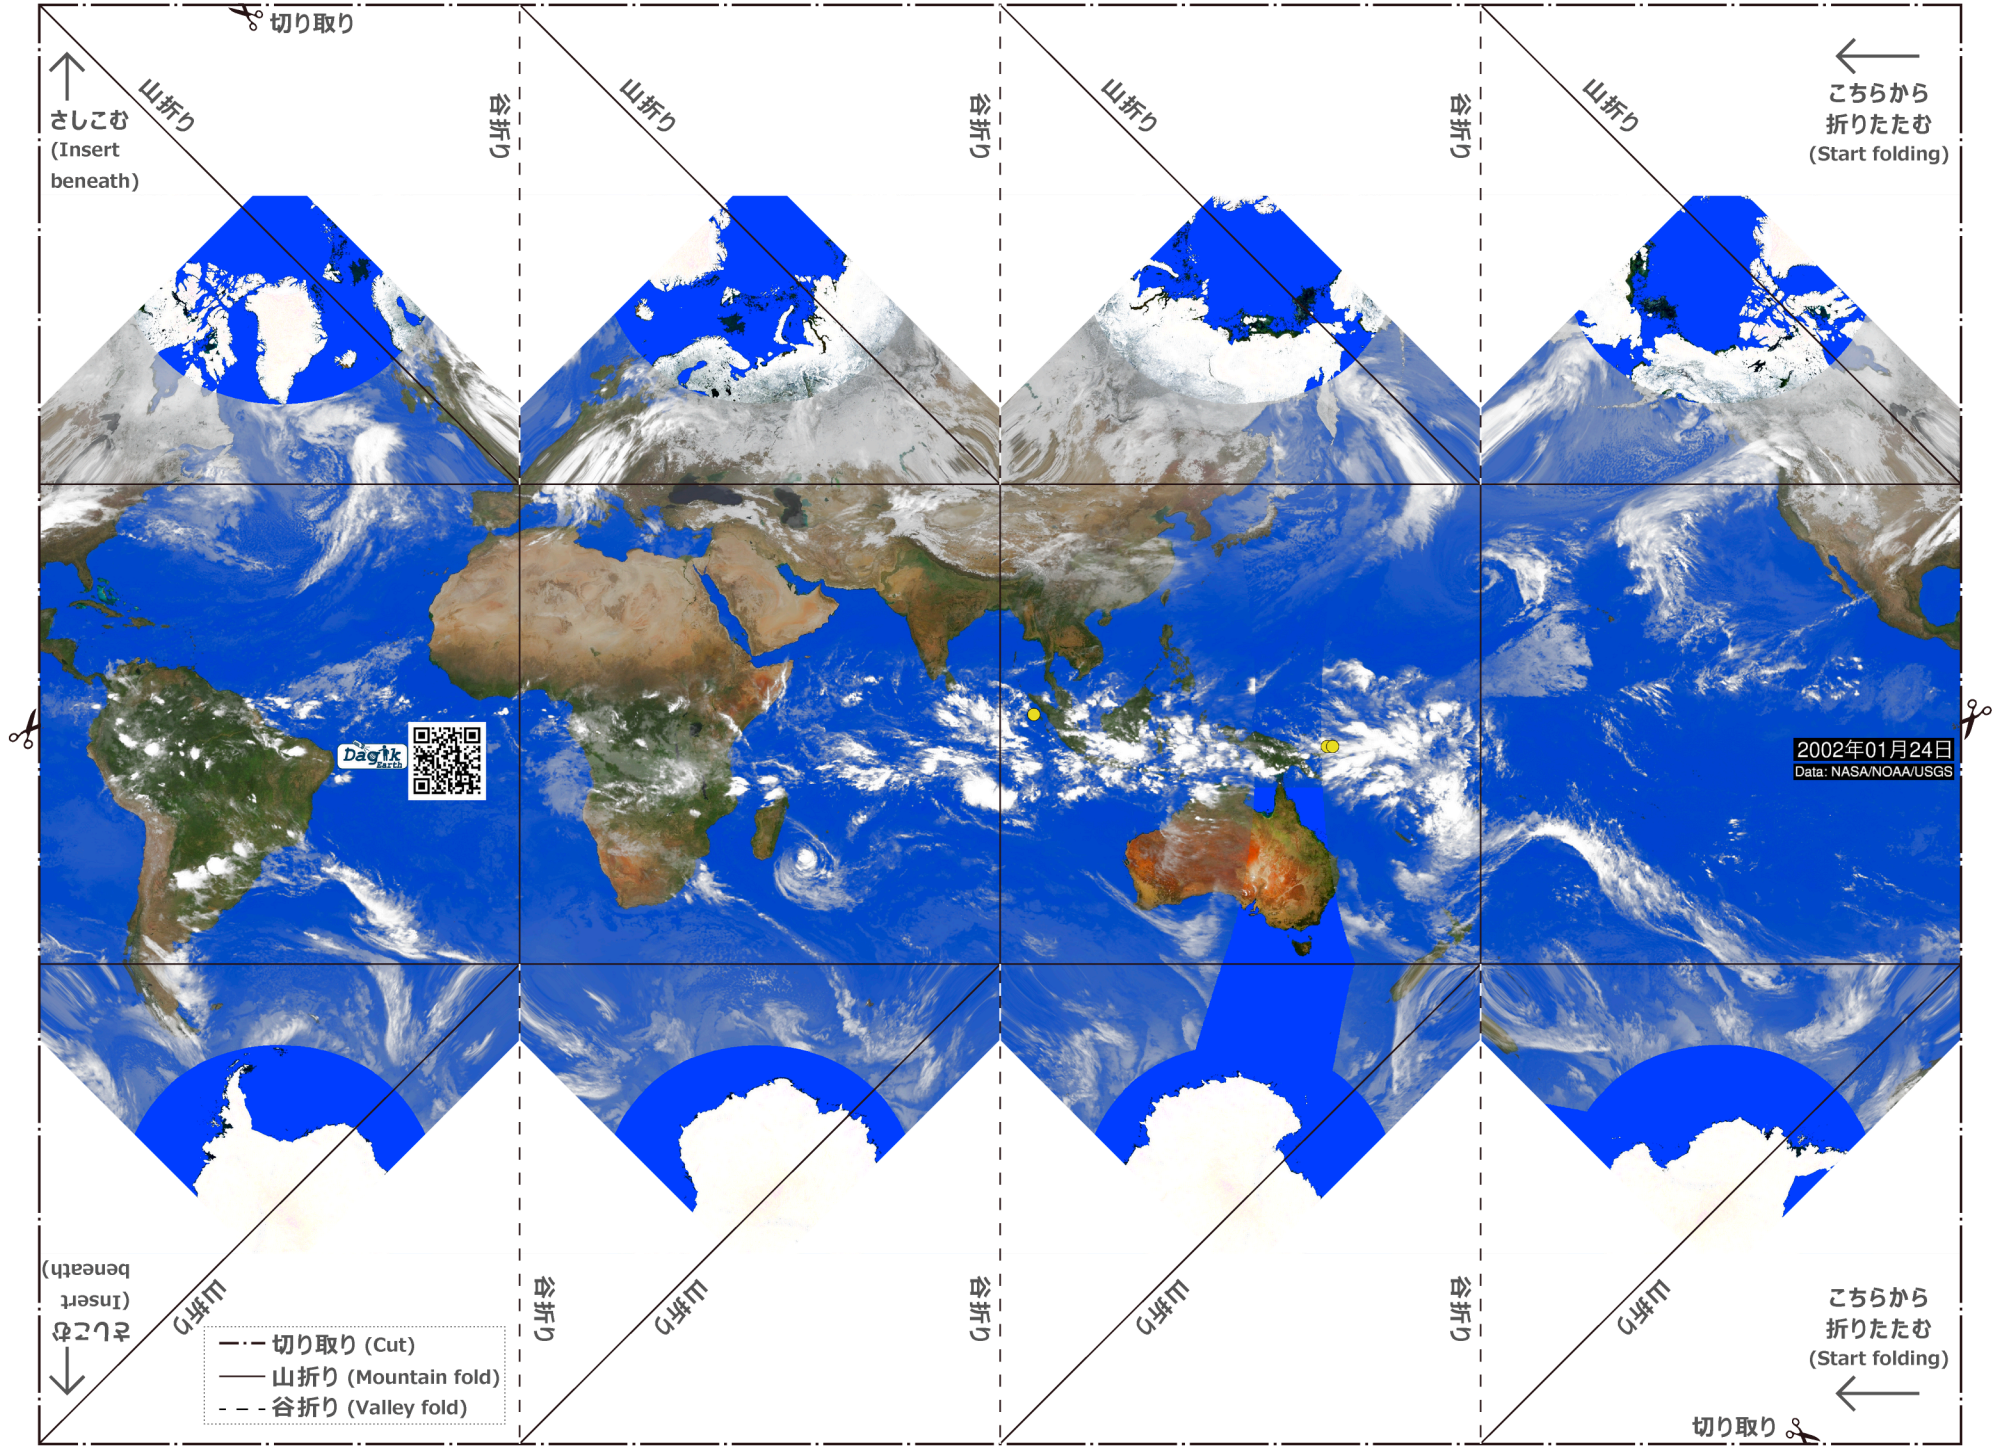 切り取り
さしこむ
(Insert
beneath)
山折り
谷折り
山折り
谷折り
山折り
谷折り
山折り
こちらから
折りたたむ
(Start folding)
Dagik
Earth
2002年01月24日
Data: NASA/NOAA/USGS
さしこむ
(Insert
beneath)
山折り
谷折り
山折り
谷折り
山折り
谷折り
山折り
こちらから
折りたたむ
(Start folding)
切り取り (Cut)
山折り (Mountain fold)
谷折り (Valley fold)
切り取り